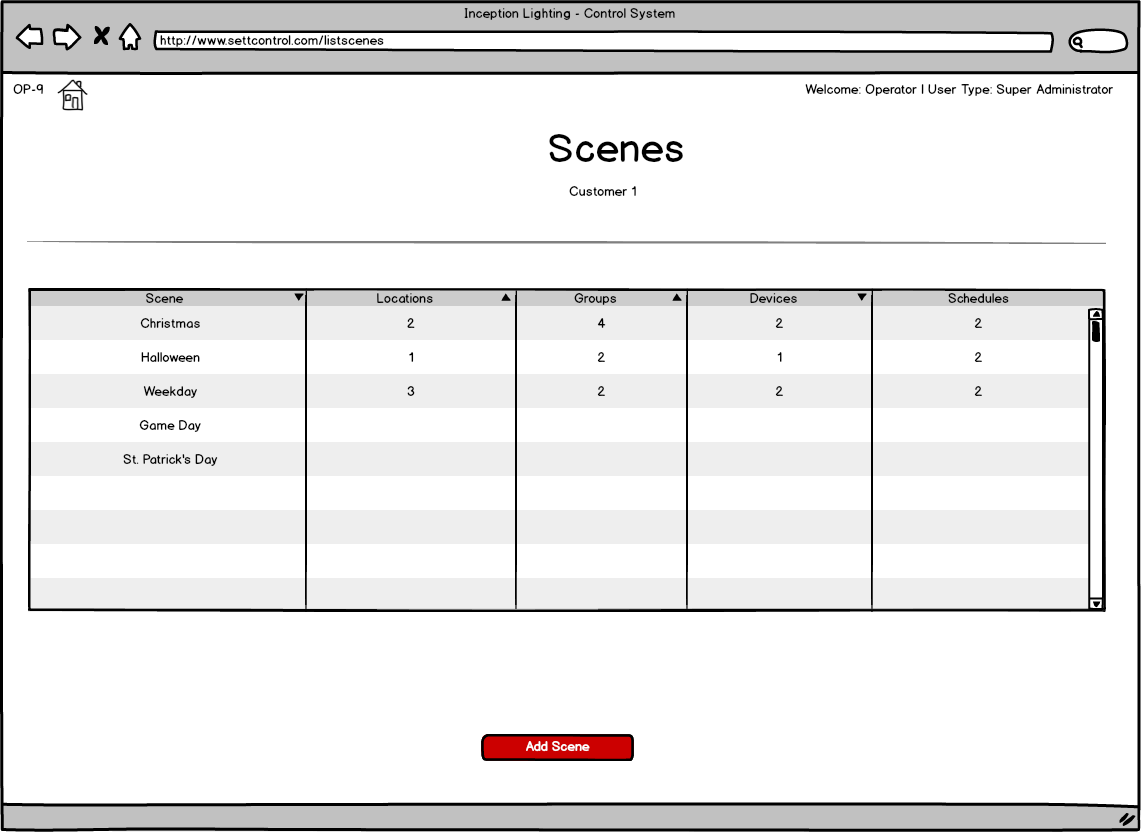 Inception Lighting - Control System
http://www.settcontrol.com/listscenes
OP-9
Welcome: Operator | User Type: Super Administrator
Scenes
Customer 1
Scene Locations Groups Devices Schedules
Christmas 2 4 2 2
Halloween 1 2 1 2
Weekday 3 2 2 2
Game Day
St. Patrick's Day
Add Scene